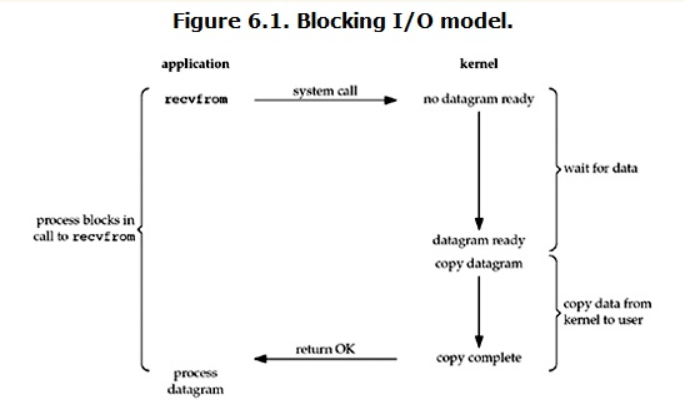 Figure 6.1. Blocking I/O model.
application
kernel
recvfrom
system call
no datagram ready
wait for data
process blocks in
call to recvfrom
datagram ready
copy datagram
copy data from
kernel to user
return OK
copy complete
process
datagram